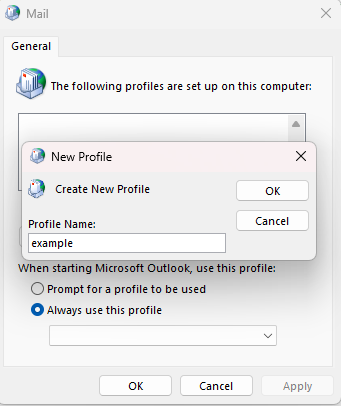 Mail
General
The following profiles are set up on this computer:
New Profile
Create New Profile
OK
Cancel
Profile Name:
example
When starting Microsoft Outlook, use this profile:
Prompt for a profile to be used
Always use this profile
OK Cancel Apply